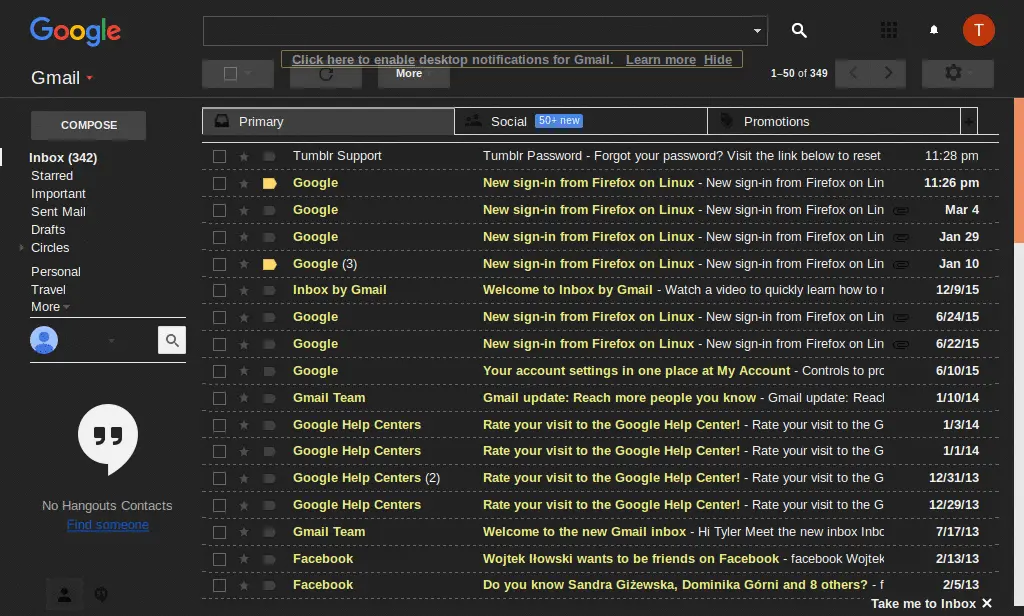 Google
T
Click here to enable desktop notifications for Gmail. Learn more Hide
Gmail
More
1–50 of 349
COMPOSE
Primary
Social 50+ new
Promotions
Inbox (342)
Starred
Important
Sent Mail
Drafts
Circles
Personal
Travel
More
No Hangouts Contacts
Find someone
Tumblr Support Tumblr Password - Forgot your password? Visit the link below to reset 11:28 pm
Google New sign-in from Firefox on Linux - New sign-in from Firefox on Lin 11:26 pm
Google New sign-in from Firefox on Linux - New sign-in from Firefox on Lin Mar 4
Google New sign-in from Firefox on Linux - New sign-in from Firefox on Lin Jan 29
Google (3) New sign-in from Firefox on Linux - New sign-in from Firefox on Lin Jan 10
Inbox by Gmail Welcome to Inbox by Gmail - Watch a video to quickly learn how to r 12/9/15
Google New sign-in from Firefox on Linux - New sign-in from Firefox on Lin 6/24/15
Google New sign-in from Firefox on Linux - New sign-in from Firefox on Lin 6/22/15
Google Your account settings in one place at My Account - Controls to prc 6/10/15
Gmail Team Gmail update: Reach more people you know - Gmail update: Reacl 1/10/14
Google Help Centers Rate your visit to the Google Help Center! - Rate your visit to the G 1/3/14
Google Help Centers Rate your visit to the Google Help Center! - Rate your visit to the G 1/1/14
Google Help Centers (2) Rate your visit to the Google Help Center! - Rate your visit to the G 12/31/13
Google Help Centers Rate your visit to the Google Help Center! - Rate your visit to the G 12/29/13
Gmail Team Welcome to the new Gmail inbox - Hi Tyler Meet the new inbox Inbc 7/17/13
Facebook Wojtek Iłowski wants to be friends on Facebook - facebook Wojtek 2/13/13
Facebook Do you know Sandra Giżewska, Dominika Górni and 8 others? - f 2/5/13
Take me to Inbox ✕